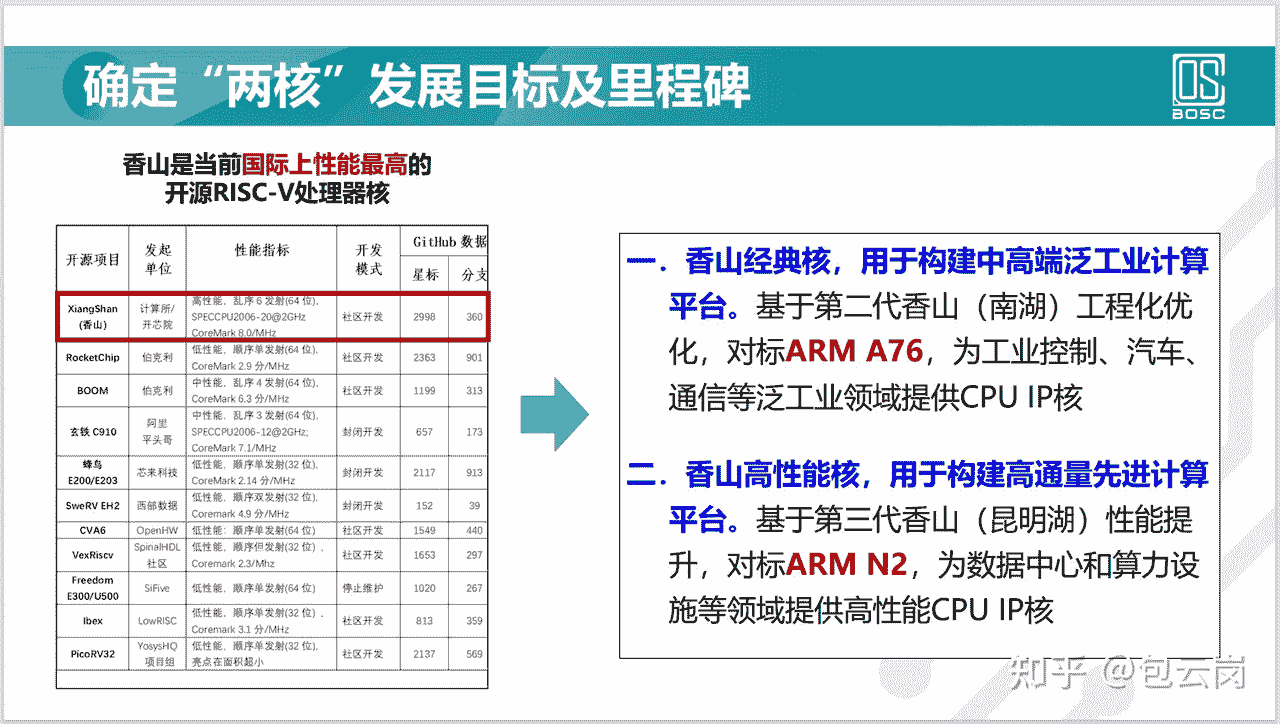 确定“两核”发展目标及里程碑
OS
BOSC
香山是当前国际上性能最高的
开源RISC-V处理器核
开源项目 发起单位 性能指标 开发模式 GitHub 数据
星标 分支
XiangShan（香山） 计算所/开芯院 高性能，乱序 6 发射(64 位)，SPECCPU2006-20@2GHz CoreMark 8.0/MHz 社区开发 2998 360
RocketChip 伯克利 低性能，顺序单发射(64 位)，CoreMark 2.9 分/MHz 社区开发 2363 901
BOOM 伯克利 中性能，乱序 4 发射(64 位)，CoreMark 6.3 分/MHz 社区开发 1199 313
玄铁 C910 阿里平头哥 中性能，乱序 3 发射(64 位)，SPECCPU2006-12@2GHz; CoreMark 7.1/MHz 封闭开发 657 173
蜂鸟 E200/EJ03 芯来科技 低性能，顺序单发射(32 位)，CoreMark 2.14 分/MHz 封闭开发 2117 913
SweRV EH2 西部数据 低性能，顺序双发射(32 位)，Coremark 4.9 分/MHz 封闭开发 152 39
CVA6 OpenHW 低性能：顺序单发射(64 位) 社区开发 1549 440
VexRiscv SpinalHDL 社区 低性能，顺序但发射(32 位)，Coremark 2.3/MHz 社区开发 1653 297
Freedom E300/U500 SiFive 低性能，顺序单发射(64 位) 停止维护 1020 267
Ibex LowRISC 低性能，顺序单发射(32 位)，Coremark 3.1 分/MHz 社区开发 813 359
PicoRV32 YosysHQ 项目组 低性能，顺序单发射(32 位)，亮点在面积超小 社区开发 2137 569
一．香山经典核，用于构建中高端泛工业计算
平台。基于第二代香山（南湖）工程化优
化，对标ARM A76，为工业控制、汽车、
通信等泛工业领域提供CPU IP核
二．香山高性能核，用于构建高通量先进计算
平台。基于第三代香山（昆明湖）性能提
升，对标ARM N2，为数据中心和算力设
施等领域提供高性能CPU IP核
知乎 @包云岗